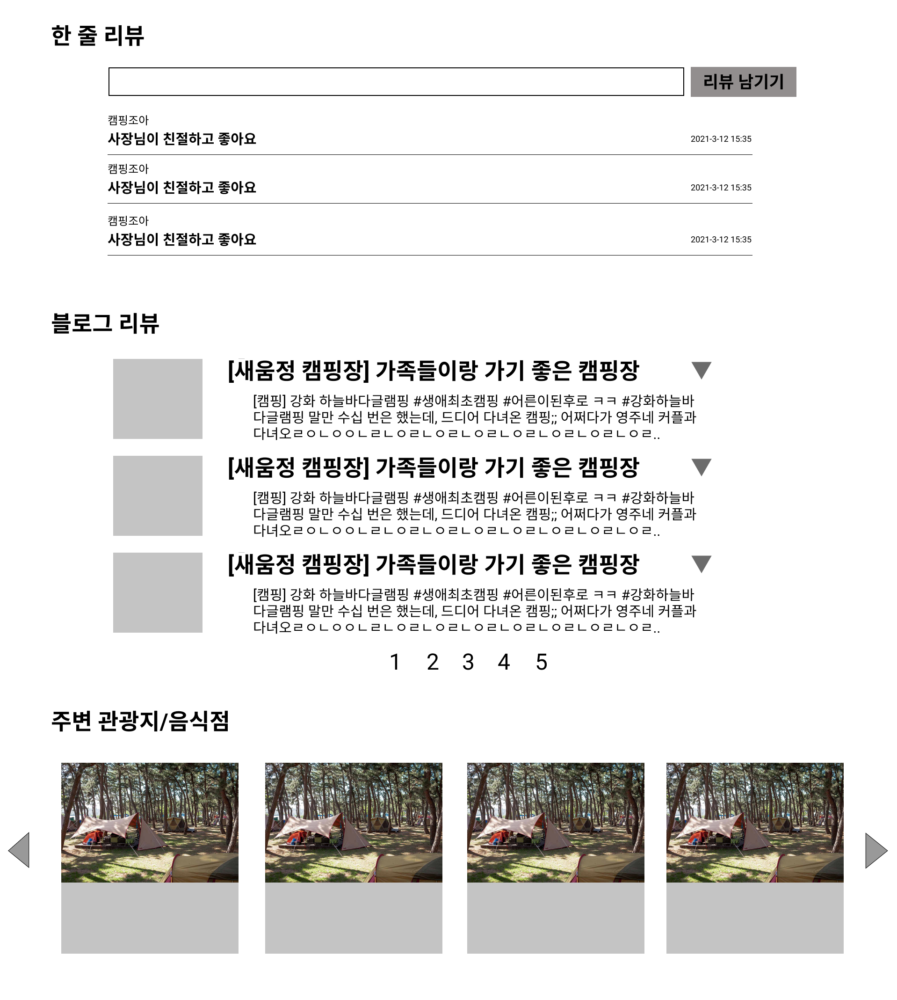 한 줄 리뷰
리뷰 남기기
캠핑조아
사장님이 친절하고 좋아요
2021-3-12 15:35
캠핑조아
사장님이 친절하고 좋아요
2021-3-12 15:35
캠핑조아
사장님이 친절하고 좋아요
2021-3-12 15:35
블로그 리뷰
[새움정 캠핑장] 가족들이랑 가기 좋은 캠핑장
[캠핑] 강화 하늘바다글램핑 #생애최초캠핑 #어른이된후로 ㅋㅋ #강화하늘바
다글램핑 말만 수십 번은 했는데, 드디어 다녀온 캠핑;; 어쩌다가 영주네 커플과
다녀오ㄹㅇㄴㅇㅇㄴㄹㄴㅇㄹㄴㅇㄹㄴㅇㄹㄴㅇㄹㄴㅇㄹㄴㅇㄹㄴㅇㄹ..
[새움정 캠핑장] 가족들이랑 가기 좋은 캠핑장
[캠핑] 강화 하늘바다글램핑 #생애최초캠핑 #어른이된후로 ㅋㅋ #강화하늘바
다글램핑 말만 수십 번은 했는데, 드디어 다녀온 캠핑;; 어쩌다가 영주네 커플과
다녀오ㄹㅇㄴㅇㅇㄴㄹㄴㅇㄹㄴㅇㄹㄴㅇㄹㄴㅇㄹㄴㅇㄹㄴㅇㄹㄴㅇㄹ..
[새움정 캠핑장] 가족들이랑 가기 좋은 캠핑장
[캠핑] 강화 하늘바다글램핑 #생애최초캠핑 #어른이된후로 ㅋㅋ #강화하늘바
다글램핑 말만 수십 번은 했는데, 드디어 다녀온 캠핑;; 어쩌다가 영주네 커플과
다녀오ㄹㅇㄴㅇㅇㄴㄹㄴㅇㄹㄴㅇㄹㄴㅇㄹㄴㅇㄹㄴㅇㄹㄴㅇㄹㄴㅇㄹ..
1 2 3 4 5
주변 관광지/음식점